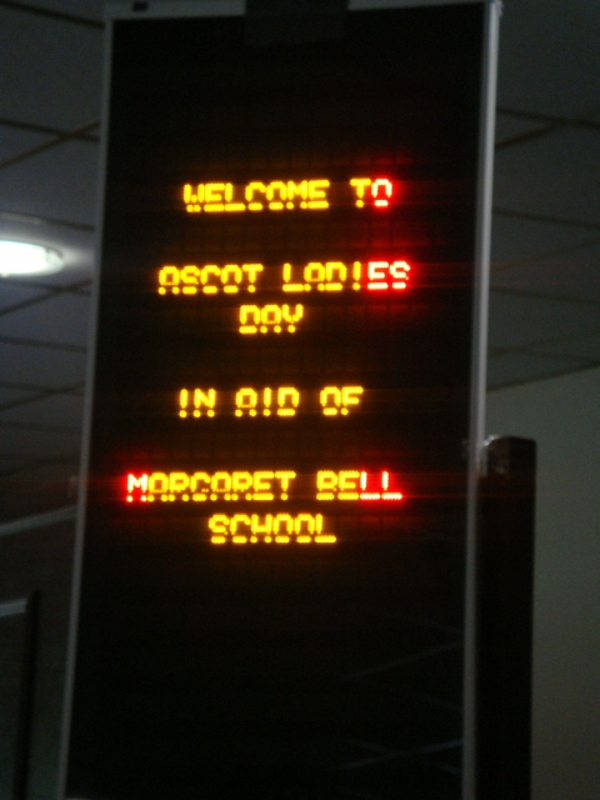 WELCOME TO
ASCOT LADIES
DAY
IN AID OF
MARGARET BELL
SCHOOL